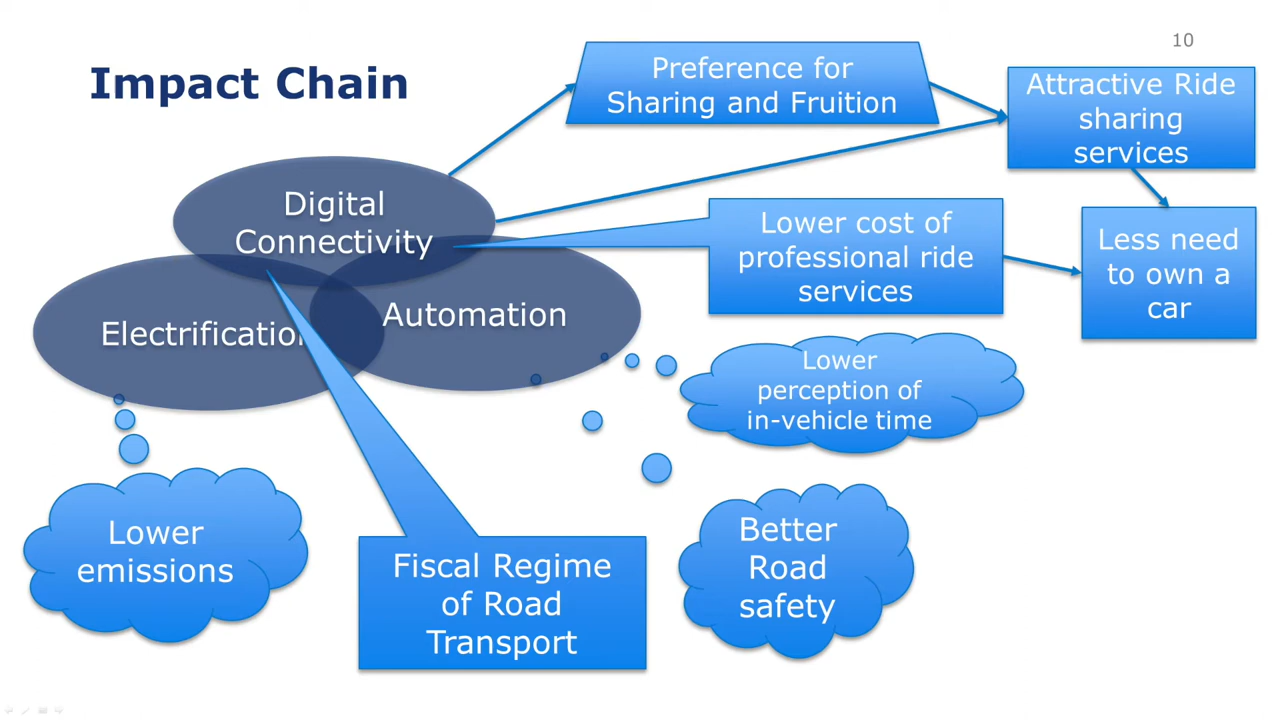 10
Impact Chain
Preference for
Sharing and Fruition
Attractive Ride
sharing
services
Digital
Connectivity
Lower cost of
professional ride
services
Less need
to own a
car
Electrification
Automation
Lower
perception of
in-vehicle time
Lower
emissions
Fiscal Regime
of Road
Transport
Better
Road
safety